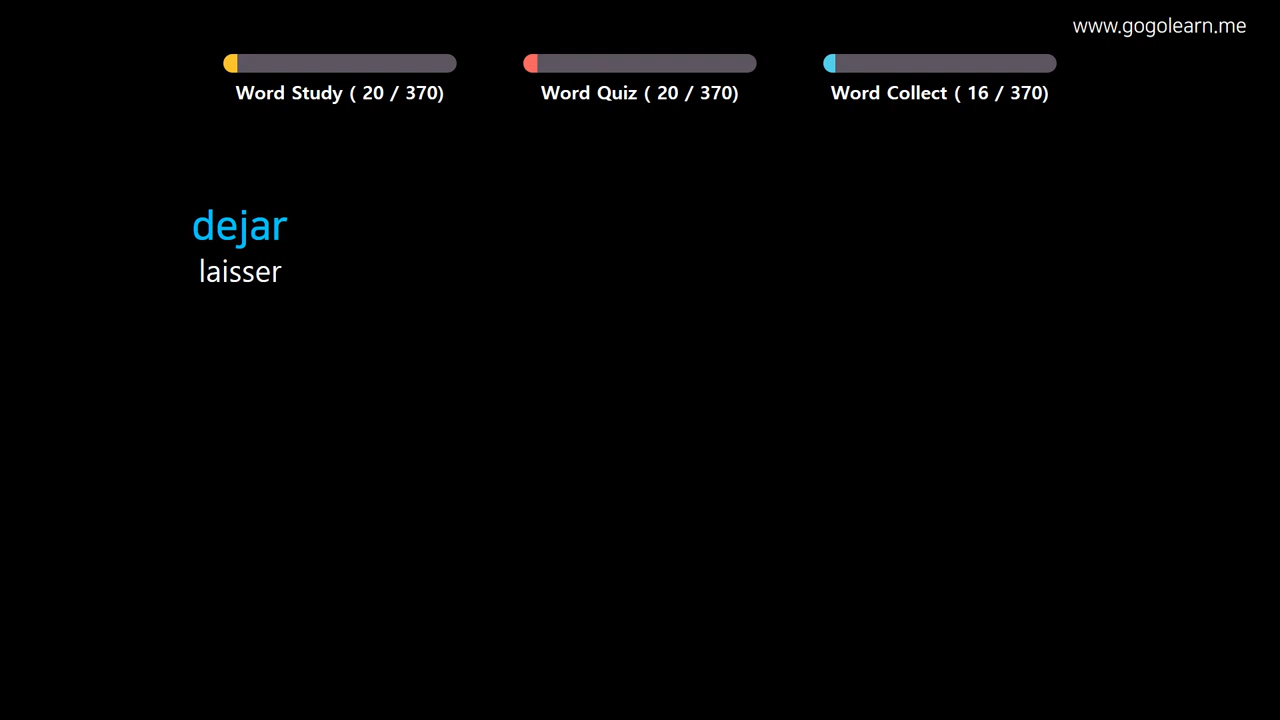 www.gogolearn.me
Word Study ( 20 / 370)
Word Quiz ( 20 / 370)
Word Collect ( 16 / 370)
dejar
laisser